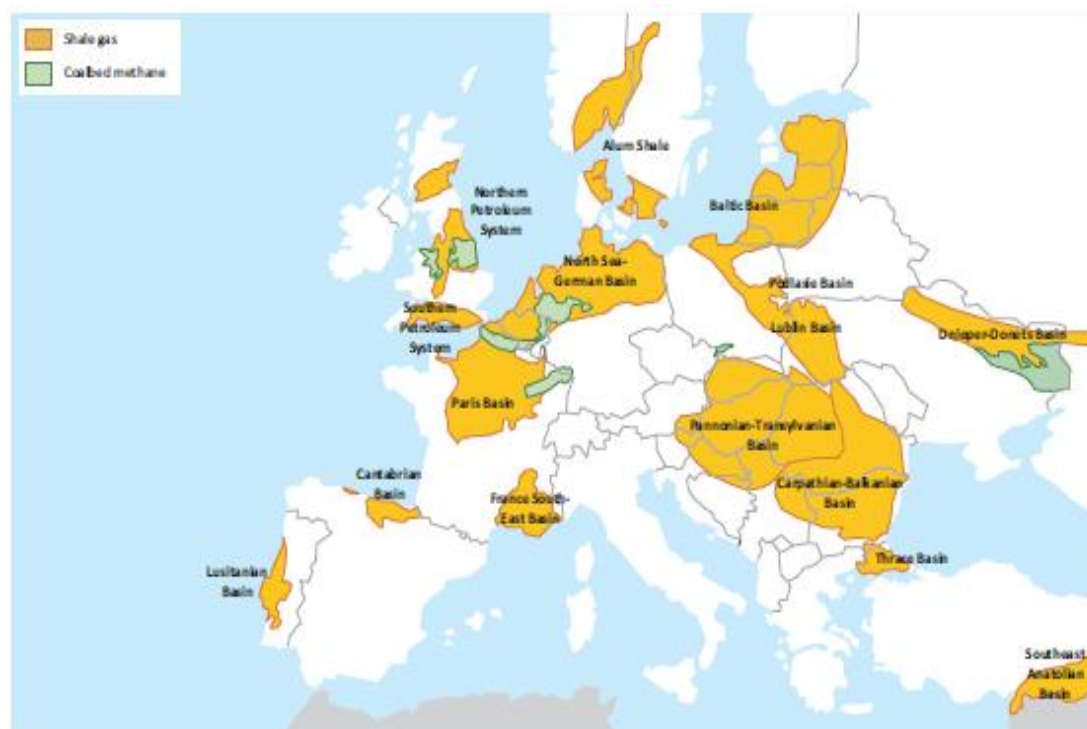 Shale gas
Coalbed methane
Alum Shale
Northern
Petroleum
System
Baltic Basin
North Sea-
German Basin
Podlasie Basin
Southern
Petroleum
System
Lublin Basin
Dnieper-Donets Basin
Paris Basin
Pannonian-Transylvanian
Basin
Cantabrian
Basin
France South-
East Basin
Carpathian-Balkanian
Basin
Thrace Basin
Lusitanian
Basin
Southeast
Anatolian
Basin